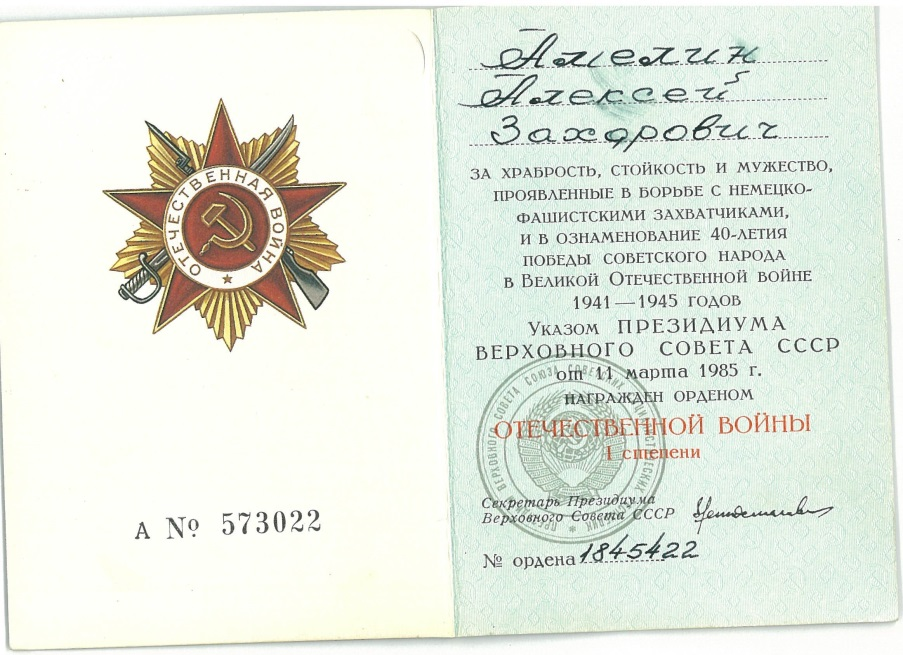 ОТЕЧЕСТВЕННАЯ ВОЙНА
А № 573022
Амелин
Алексей
Захарович
ЗА ХРАБРОСТЬ, СТОЙКОСТЬ И МУЖЕСТВО,
ПРОЯВЛЕННЫЕ В БОРЬБЕ С НЕМЕЦКО-
ФАШИСТСКИМИ ЗАХВАТЧИКАМИ,
И В ОЗНАМЕНОВАНИЕ 40-ЛЕТИЯ
ПОБЕДЫ СОВЕТСКОГО НАРОДА
В ВЕЛИКОЙ ОТЕЧЕСТВЕННОЙ ВОЙНЕ
1941 — 1945 ГОДОВ
УКАЗОМ ПРЕЗИДИУМА
ВЕРХОВНОГО СОВЕТА СССР
от 11 марта 1985 г.
НАГРАЖДЕН ОРДЕНОМ
ОТЕЧЕСТВЕННОЙ ВОЙНЫ
I степени
Секретарь Президиума
Верховного Совета СССР
№ ордена 1845422